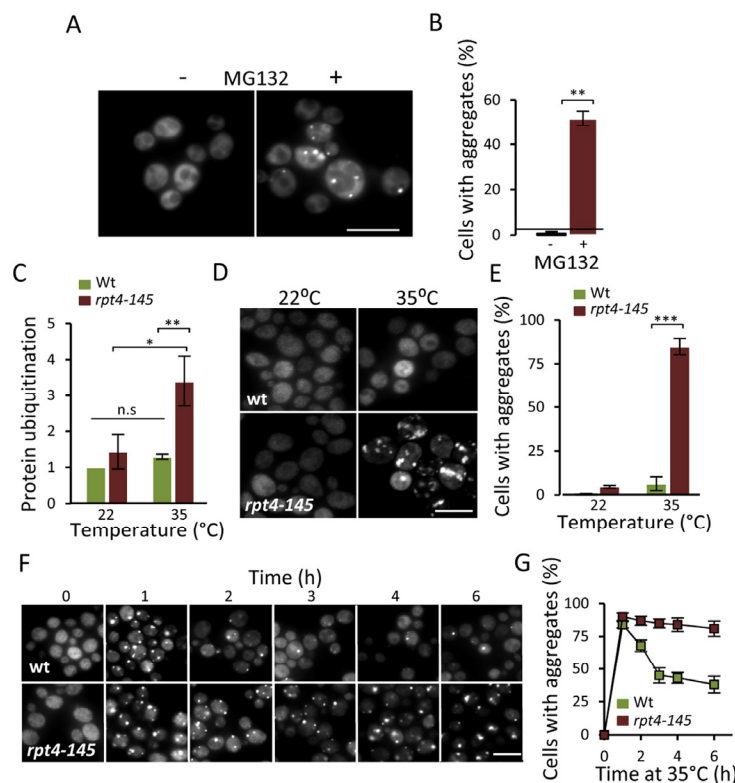 A
- MG132 +
B
Cells with aggregates (%)
60
40
20
0
**
- +
MG132
C
Wt
rpt4-145
Protein ubiquitination
5
4
3
2
1
0
n.s
*
**
22 35
Temperature (°C)
D
22°C 35°C
wt
rpt4-145
E
Wt
rpt4-145
Cells with aggregates (%)
100
75
50
25
0
***
22 35
Temperature (°C)
F
Time (h)
0 1 2 3 4 6
wt
rpt4-145
G
Cells with aggregates (%)
100
75
50
25
0
Wt
rpt4-145
0 2 4 6
Time at 35°C (h)